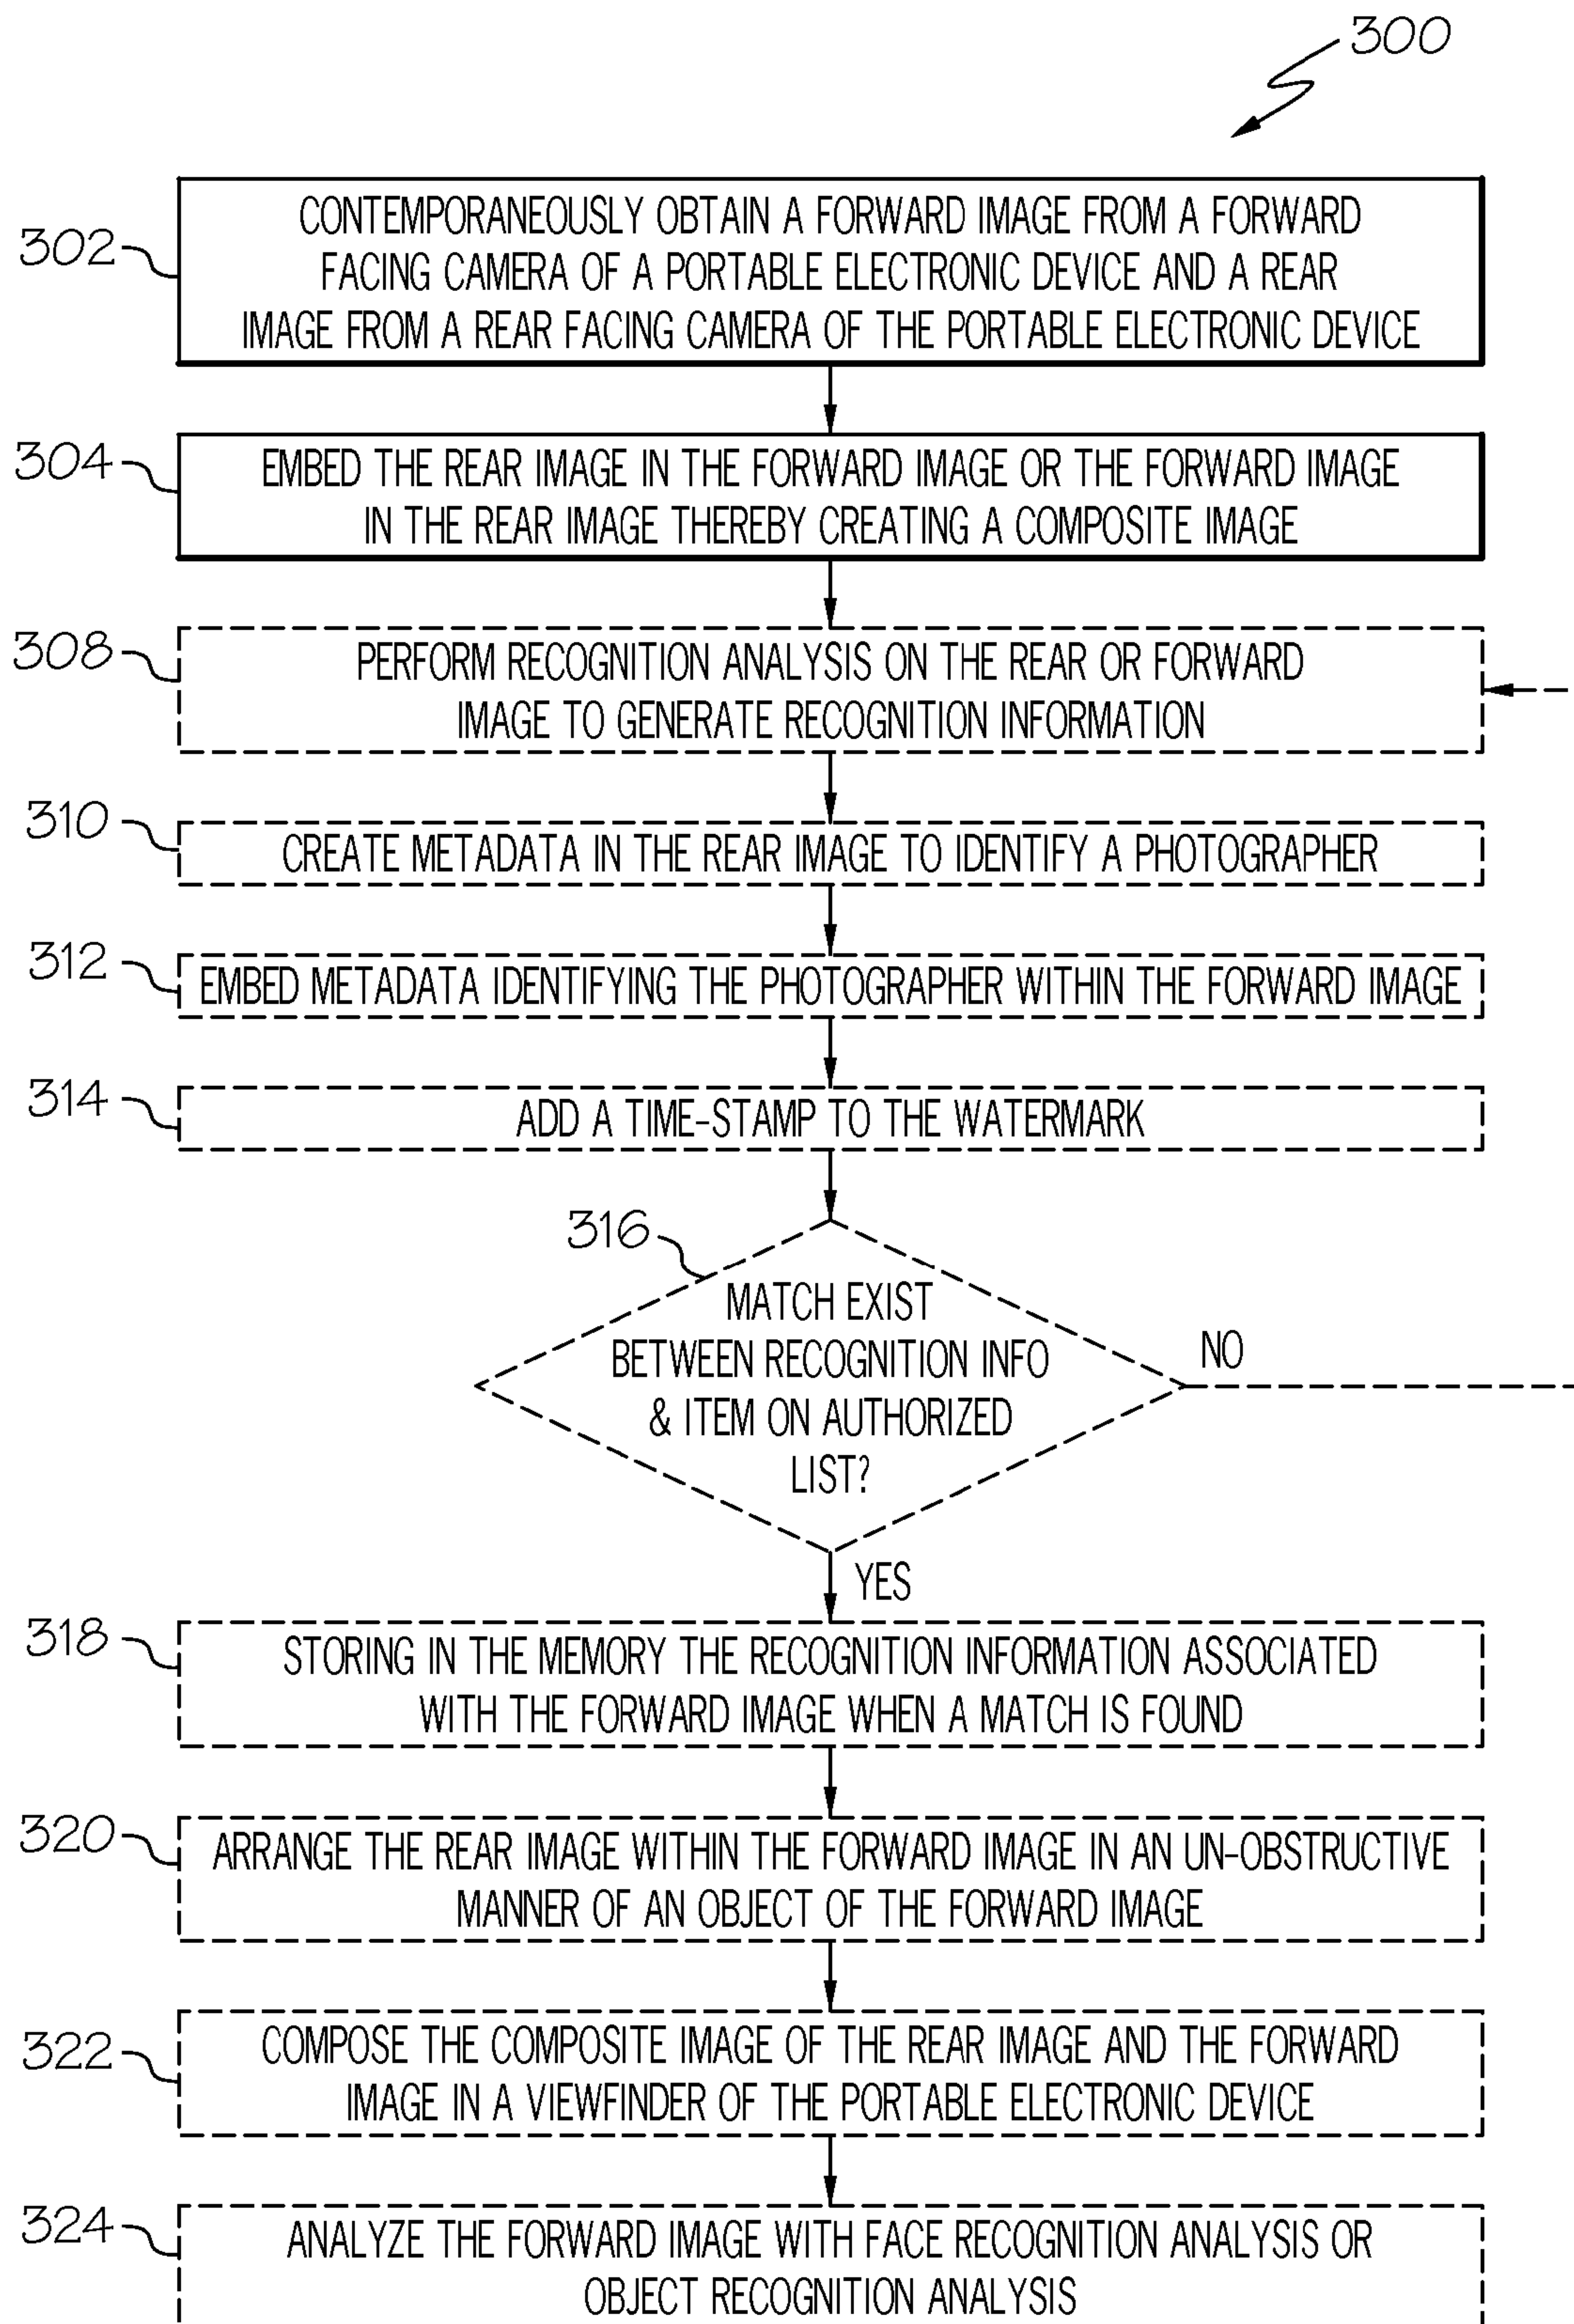 300
302
CONTEMPORANEOUSLY OBTAIN A FORWARD IMAGE FROM A FORWARD
FACING CAMERA OF A PORTABLE ELECTRONIC DEVICE AND A REAR
IMAGE FROM A REAR FACING CAMERA OF THE PORTABLE ELECTRONIC DEVICE
304
EMBED THE REAR IMAGE IN THE FORWARD IMAGE OR THE FORWARD IMAGE
IN THE REAR IMAGE THEREBY CREATING A COMPOSITE IMAGE
308
PERFORM RECOGNITION ANALYSIS ON THE REAR OR FORWARD
IMAGE TO GENERATE RECOGNITION INFORMATION
310
CREATE METADATA IN THE REAR IMAGE TO IDENTIFY A PHOTOGRAPHER
312
EMBED METADATA IDENTIFYING THE PHOTOGRAPHER WITHIN THE FORWARD IMAGE
314
ADD A TIME-STAMP TO THE WATERMARK
316
MATCH EXIST
BETWEEN RECOGNITION INFO
& ITEM ON AUTHORIZED
LIST?
NO
YES
318
STORING IN THE MEMORY THE RECOGNITION INFORMATION ASSOCIATED
WITH THE FORWARD IMAGE WHEN A MATCH IS FOUND
320
ARRANGE THE REAR IMAGE WITHIN THE FORWARD IMAGE IN AN UN-OBSTRUCTIVE
MANNER OF AN OBJECT OF THE FORWARD IMAGE
322
COMPOSE THE COMPOSITE IMAGE OF THE REAR IMAGE AND THE FORWARD
IMAGE IN A VIEWFINDER OF THE PORTABLE ELECTRONIC DEVICE
324
ANALYZE THE FORWARD IMAGE WITH FACE RECOGNITION ANALYSIS OR
OBJECT RECOGNITION ANALYSIS